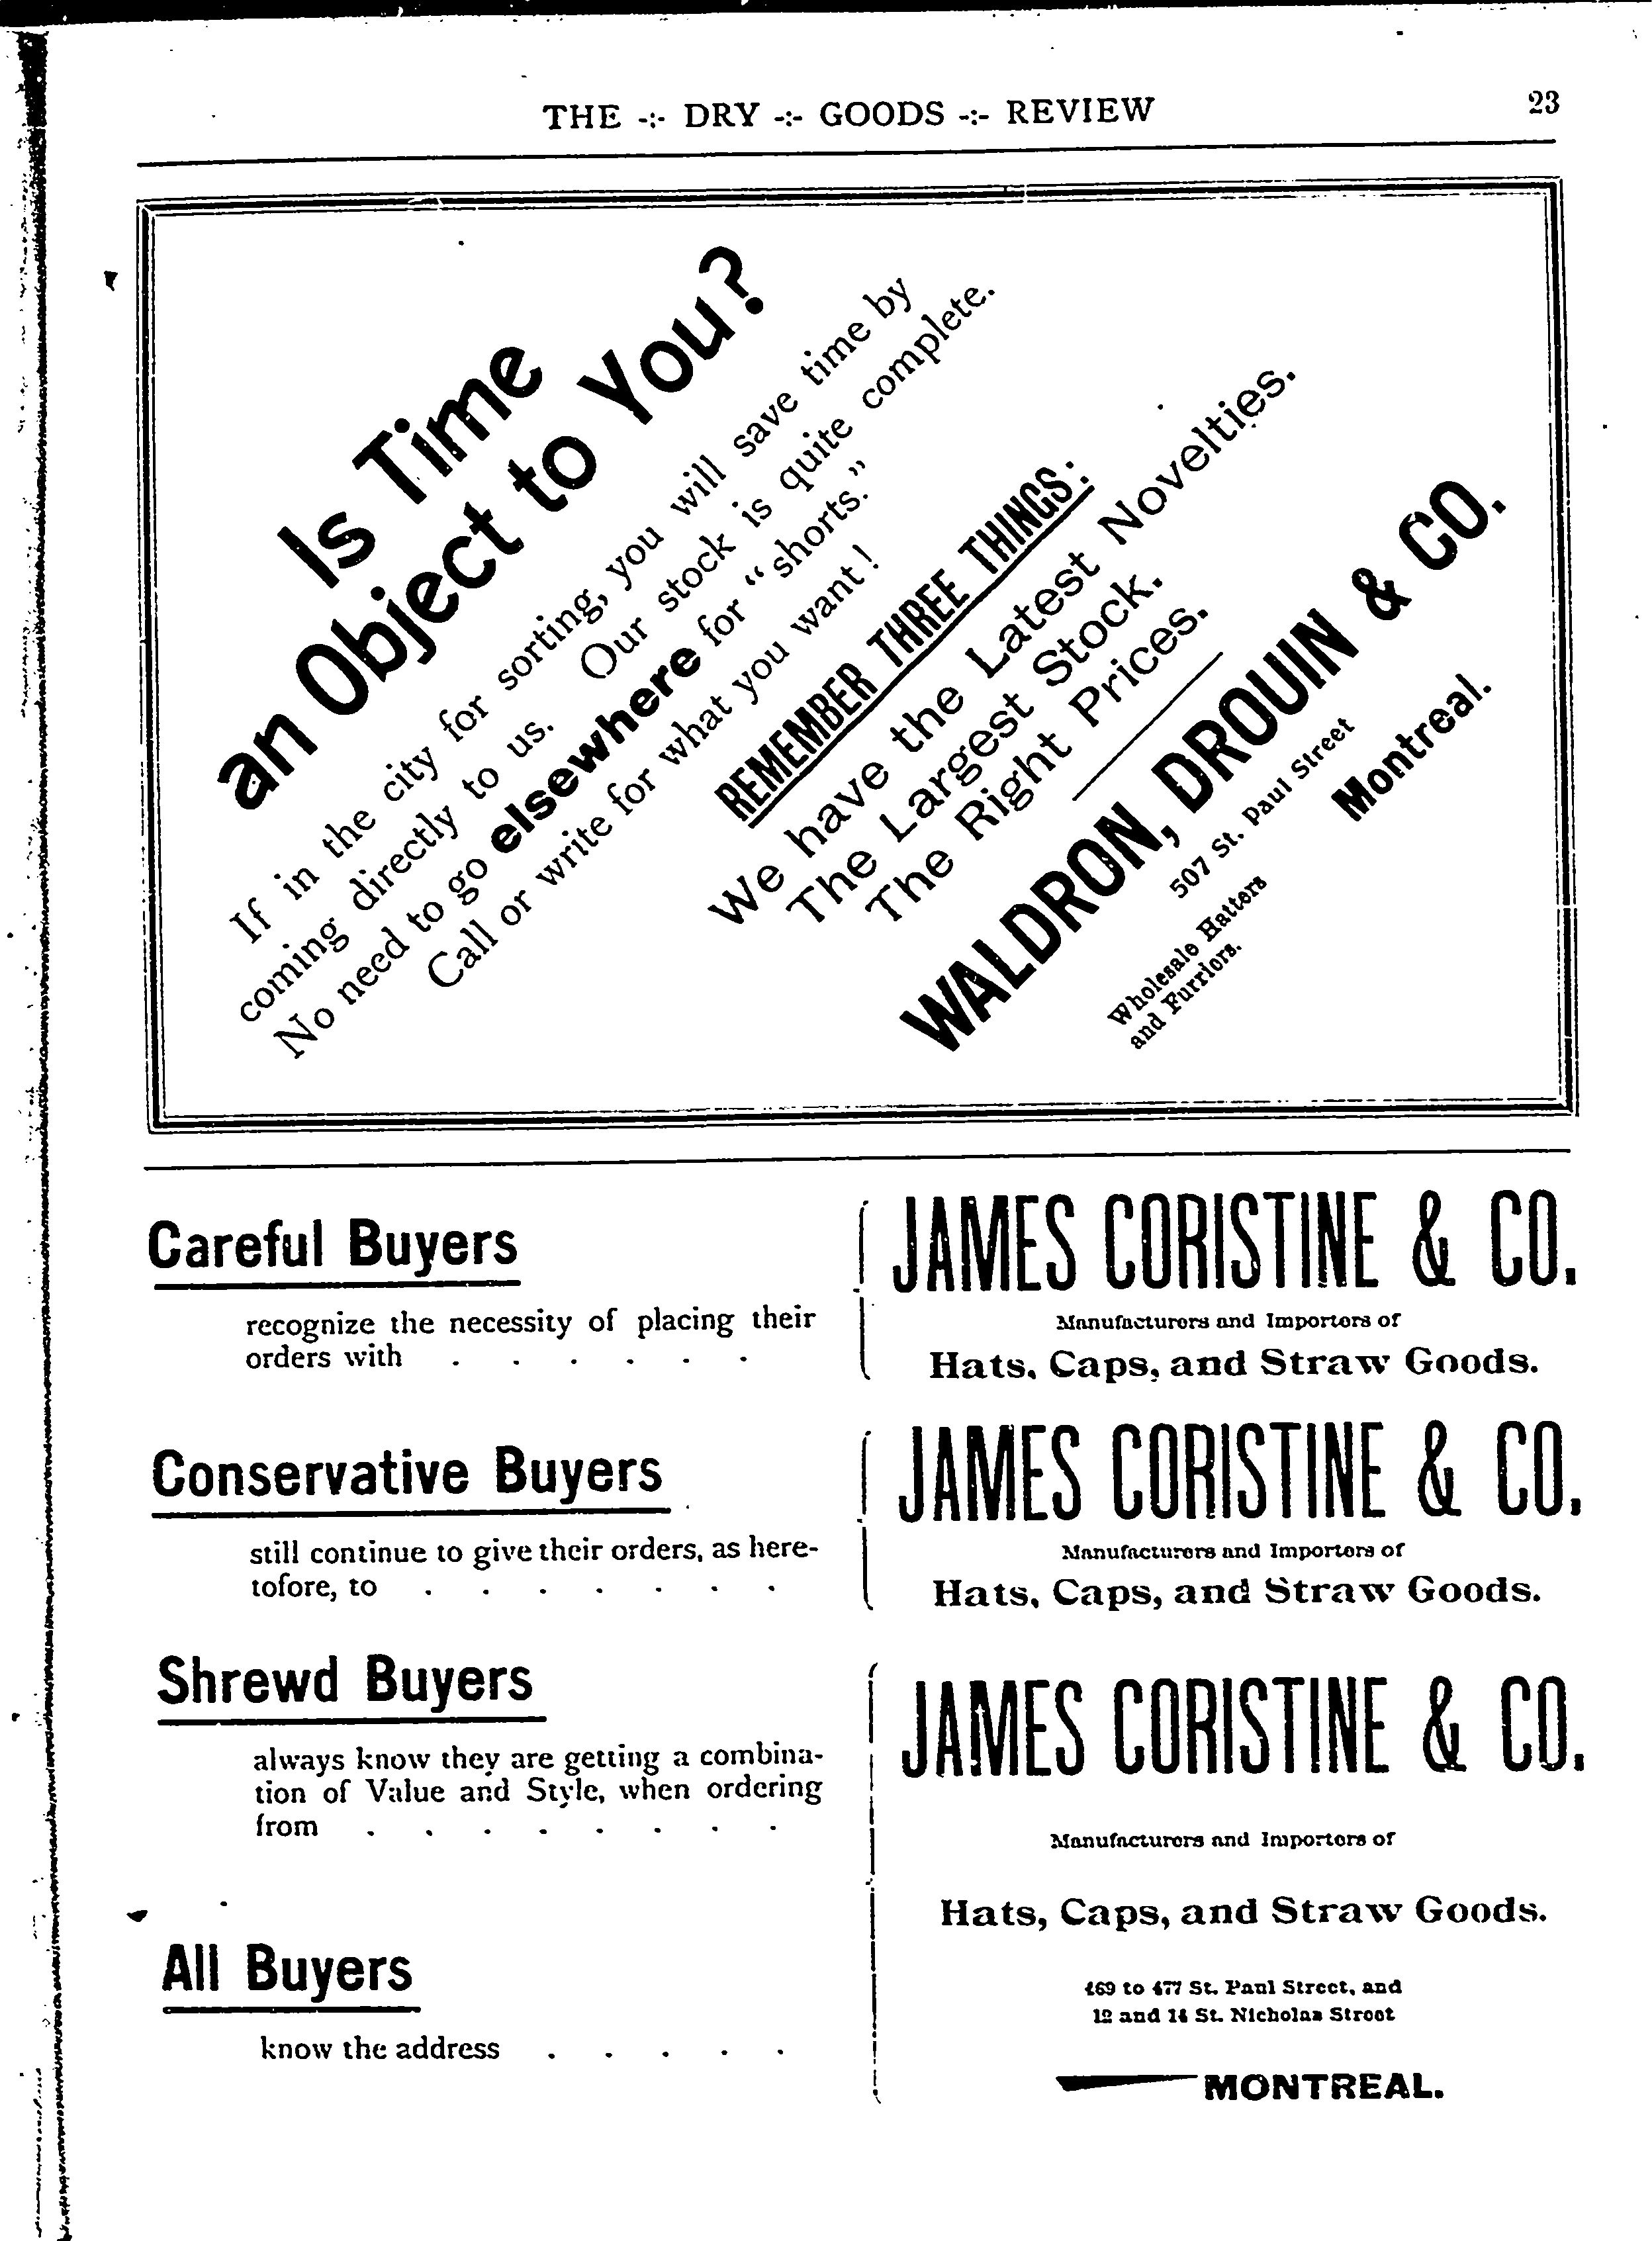 THE -:- DRY -:- GOODS -:- REVIEW
23
Is Time
an Object to You?
If in the city for sorting, you will save time by
coming directly to us. Our stock is quite complete.
No need to go elsewhere for "shorts."
Call or write for what you want!
REMEMBER THREE THINGS:
We have the Latest Novelties.
The Largest Stock.
The Right Prices.
WALDRON, DROUIN & CO.
507 St. Paul Street
Montreal.
Wholesale Hatters
and Furriers.
Careful Buyers
recognize the necessity of placing their
orders with . . . . . .
JAMES CORISTINE & CO.
Manufacturers and Importers of
Hats, Caps, and Straw Goods.
Conservative Buyers
still continue to give their orders, as here-
tofore, to . . . . . . .
JAMES CORISTINE & CO.
Manufacturers and Importers of
Hats, Caps, and Straw Goods.
Shrewd Buyers
always know they are getting a combina-
tion of Value and Style, when ordering
from . . . . . . . .
JAMES CORISTINE & CO.
Manufacturers and Importers of
Hats, Caps, and Straw Goods.
All Buyers
know the address . . . . .
469 to 477 St. Paul Street, and
12 and 14 St. Nicholas Street
MONTREAL.